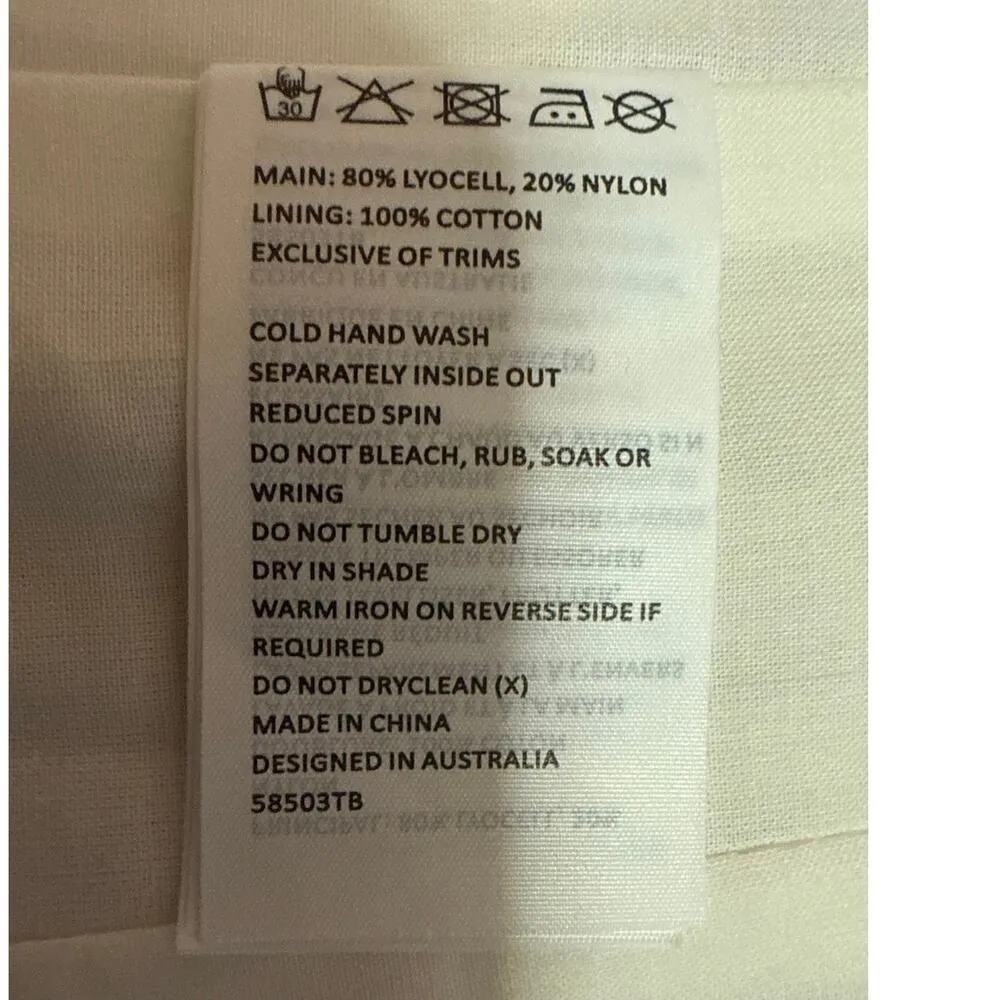 30
MAIN: 80% LYOCELL, 20% NYLON
LINING: 100% COTTON
EXCLUSIVE OF TRIMS
COLD HAND WASH
SEPARATELY INSIDE OUT
REDUCED SPIN
DO NOT BLEACH, RUB, SOAK OR
WRING
DO NOT TUMBLE DRY
DRY IN SHADE
WARM IRON ON REVERSE SIDE IF
REQUIRED
DO NOT DRYCLEAN (X)
MADE IN CHINA
DESIGNED IN AUSTRALIA
58503TB